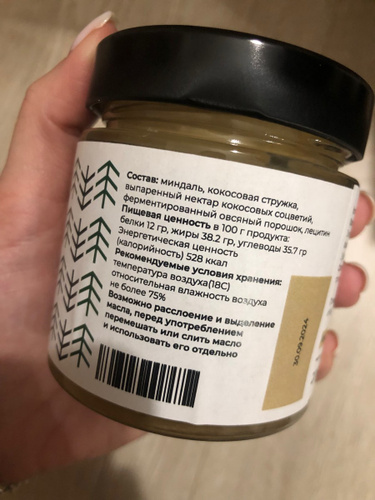 Состав: миндаль, кокосовая стружка,
выпаренный нектар кокосовых соцветий,
ферментированный овсяный порошок, лецитин
Пищевая ценность в 100 г продукта:
белки 12 гр, жиры 38.2 гр, углеводы 35.7 гр
Энергетическая ценность
(калорийность) 528 ккал
Рекомендуемые условия хранения:
температура воздуха(18С)
относительная влажность воздуха
не более 75%
Возможно расслоение и выделение
масла, перед употреблением
перемешать или слить масло
и использовать его отдельно
30.09.2024